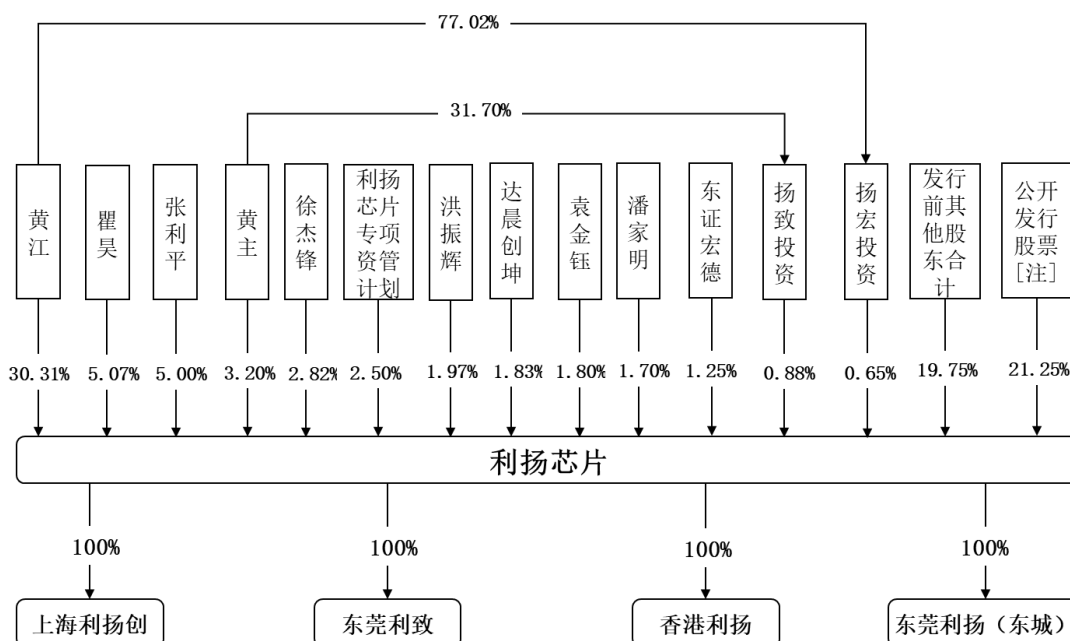 77.02%
31.70%
黄江
瞿昊
张利平
黄主
徐杰锋
利扬
芯片
专项
资管
计划
洪振辉
达晨创坤
袁金钰
潘家明
东证宏德
扬致投资
扬宏投资
发行
前其
他股
东合
计
公开
发行
股票
[注]
30.31%
5.07%
5.00%
3.20%
2.82%
2.50%
1.97%
1.83%
1.80%
1.70%
1.25%
0.88%
0.65%
19.75%
21.25%
利扬芯片
100%
100%
100%
100%
上海利扬创
东莞利致
香港利扬
东莞利扬（东城）